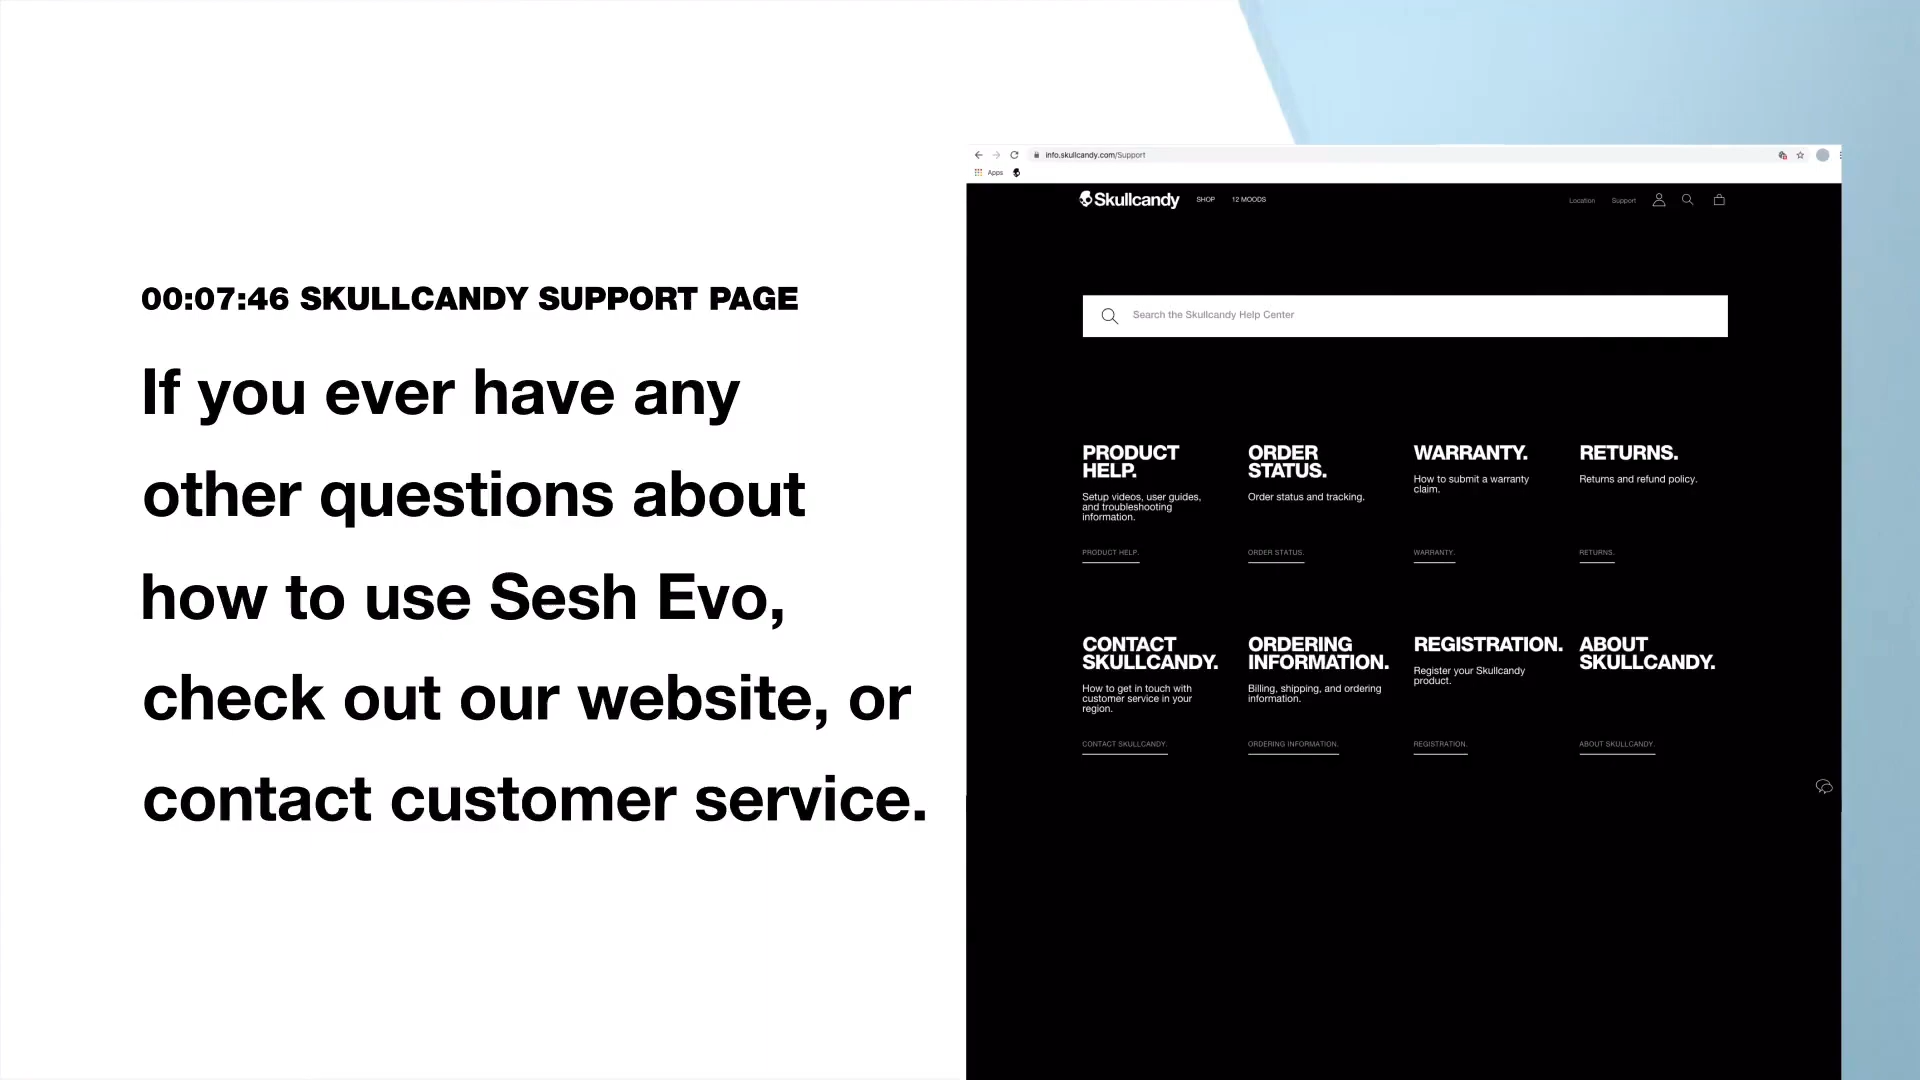 00:07:46 SKULLCANDY SUPPORT PAGE
If you ever have any
other questions about
how to use Sesh Evo,
check out our website, or
contact customer service.
info.skullcandy.com/Support
Apps
Skullcandy SHOP 12 MOODS Location Support
Search the Skullcandy Help Center
PRODUCT
HELP.
Setup videos, user guides,
and troubleshooting
information.
PRODUCT HELP.
ORDER
STATUS.
Order status and tracking.
ORDER STATUS.
WARRANTY.
How to submit a warranty
claim.
WARRANTY.
RETURNS.
Returns and refund policy.
RETURNS.
CONTACT
SKULLCANDY.
How to get in touch with
customer service in your
region.
CONTACT SKULLCANDY.
ORDERING
INFORMATION.
Billing, shipping, and ordering
information.
ORDERING INFORMATION.
REGISTRATION.
Register your Skullcandy
product.
REGISTRATION.
ABOUT
SKULLCANDY.
ABOUT SKULLCANDY.